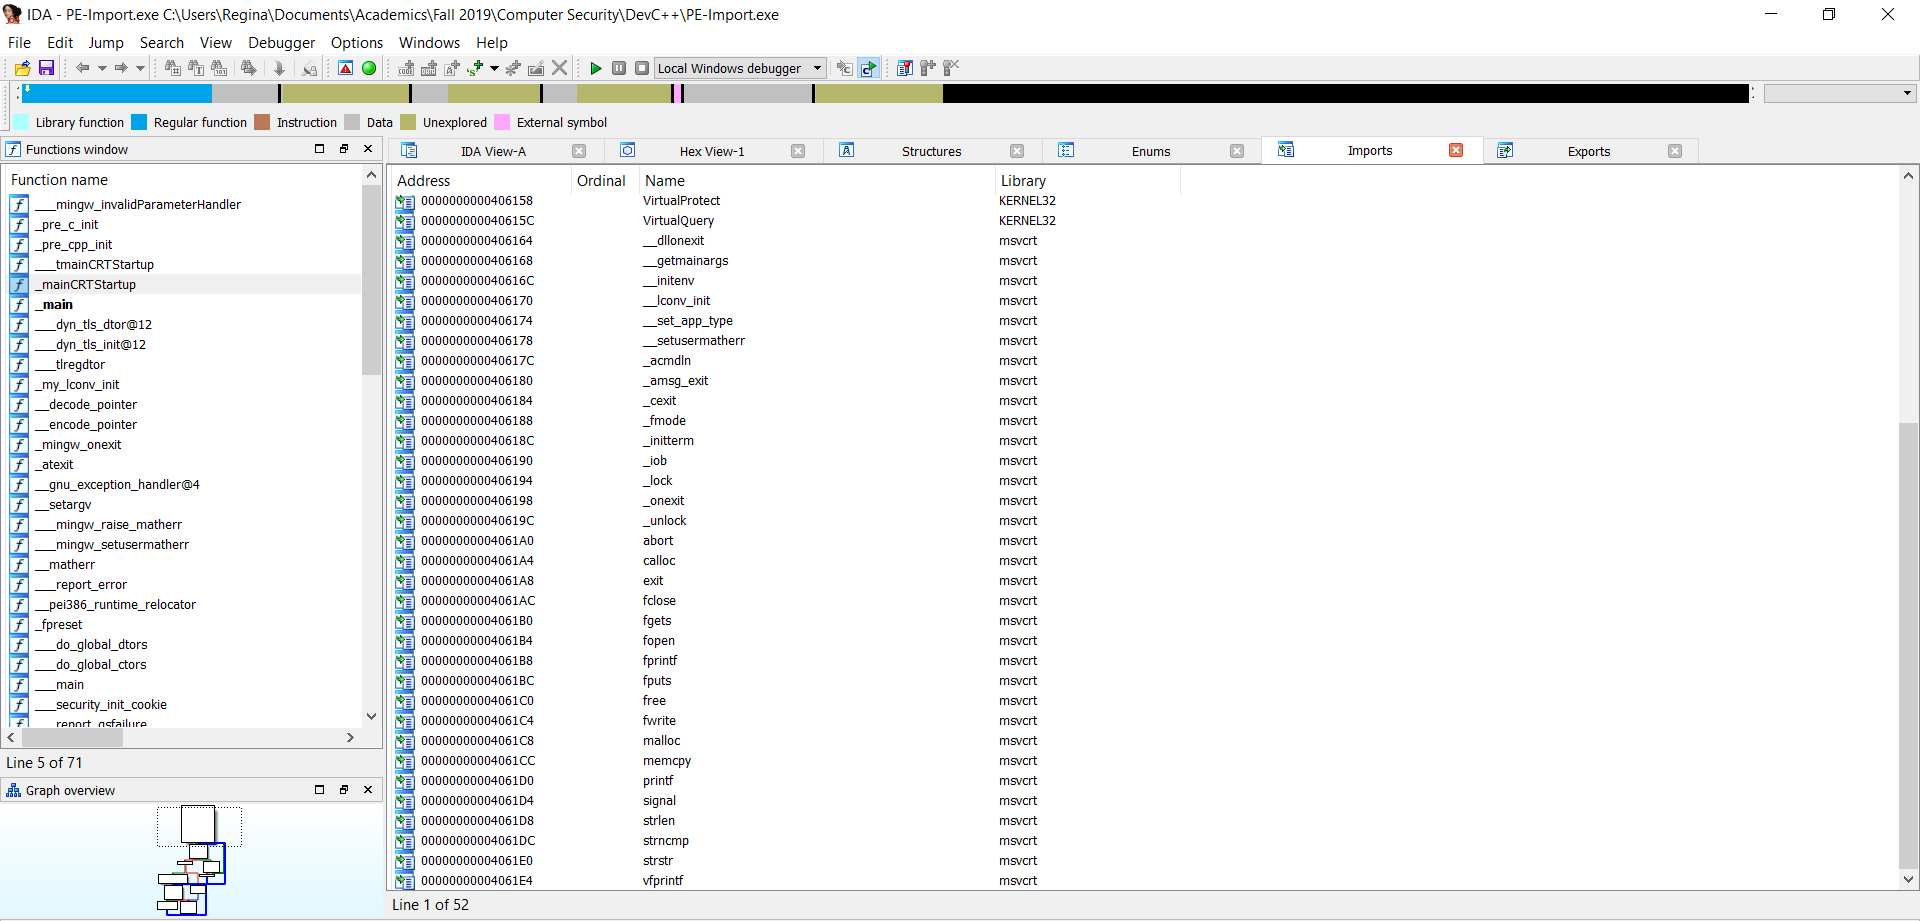 IDA - PE-Import.exe C:\Users\Regina\Documents\Academics\Fall 2019\Computer Security\DevC++\PE-Import.exe
File Edit Jump Search View Debugger Options Windows Help
Local Windows debugger
Library function Regular function Instruction Data Unexplored External symbol
Functions window
IDA View-A Hex View-1 Structures Enums Imports Exports
Function name
___mingw_invalidParameterHandler
_pre_c_init
_pre_cpp_init
___tmainCRTStartup
_mainCRTStartup
_main
___dyn_tls_dtor@12
___dyn_tls_init@12
___tlregdtor
_my_lconv_init
__decode_pointer
__encode_pointer
_mingw_onexit
_atexit
__gnu_exception_handler@4
__setargv
___mingw_raise_matherr
___mingw_setusermatherr
__matherr
___report_error
__pei386_runtime_relocator
_fpreset
___do_global_dtors
___do_global_ctors
___main
___security_init_cookie
___report_gsfailure
Line 5 of 71
Graph overview
Address Ordinal Name Library
0000000000406158 VirtualProtect KERNEL32
000000000040615C VirtualQuery KERNEL32
0000000000406164 __dllonexit msvcrt
0000000000406168 __getmainargs msvcrt
000000000040616C __initenv msvcrt
0000000000406170 __lconv_init msvcrt
0000000000406174 __set_app_type msvcrt
0000000000406178 __setusermatherr msvcrt
000000000040617C _acmdln msvcrt
0000000000406180 _amsg_exit msvcrt
0000000000406184 _cexit msvcrt
0000000000406188 _fmode msvcrt
000000000040618C _initterm msvcrt
0000000000406190 _iob msvcrt
0000000000406194 _lock msvcrt
0000000000406198 _onexit msvcrt
000000000040619C _unlock msvcrt
00000000004061A0 abort msvcrt
00000000004061A4 calloc msvcrt
00000000004061A8 exit msvcrt
00000000004061AC fclose msvcrt
00000000004061B0 fgets msvcrt
00000000004061B4 fopen msvcrt
00000000004061B8 fprintf msvcrt
00000000004061BC fputs msvcrt
00000000004061C0 free msvcrt
00000000004061C4 fwrite msvcrt
00000000004061C8 malloc msvcrt
00000000004061CC memcpy msvcrt
00000000004061D0 printf msvcrt
00000000004061D4 signal msvcrt
00000000004061D8 strlen msvcrt
00000000004061DC strncmp msvcrt
00000000004061E0 strstr msvcrt
00000000004061E4 vfprintf msvcrt
Line 1 of 52